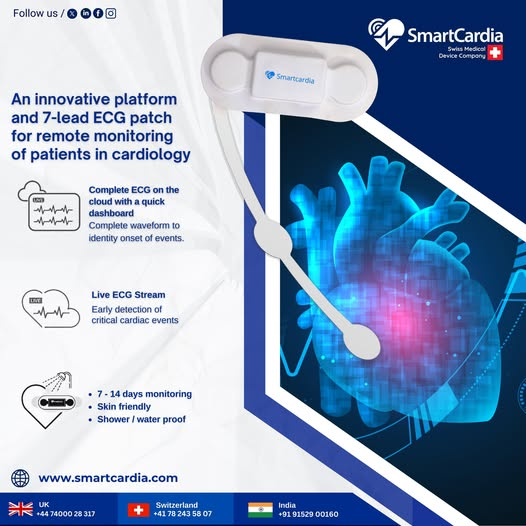 Follow us /
SmartCardia
Swiss Medical
Device Company
Smartcardia
An innovative platform
and 7-lead ECG patch
for remote monitoring
of patients in cardiology
LIVE
Complete ECG on the
cloud with a quick
dashboard
Complete waveform to
identity onset of events.
LIVE
Live ECG Stream
Early detection of
critical cardiac events
7 - 14 days monitoring
Skin friendly
Shower / water proof
www.smartcardia.com
UK
+44 74000 28 317
Switzerland
+41 78 243 58 07
India
+91 91529 00160